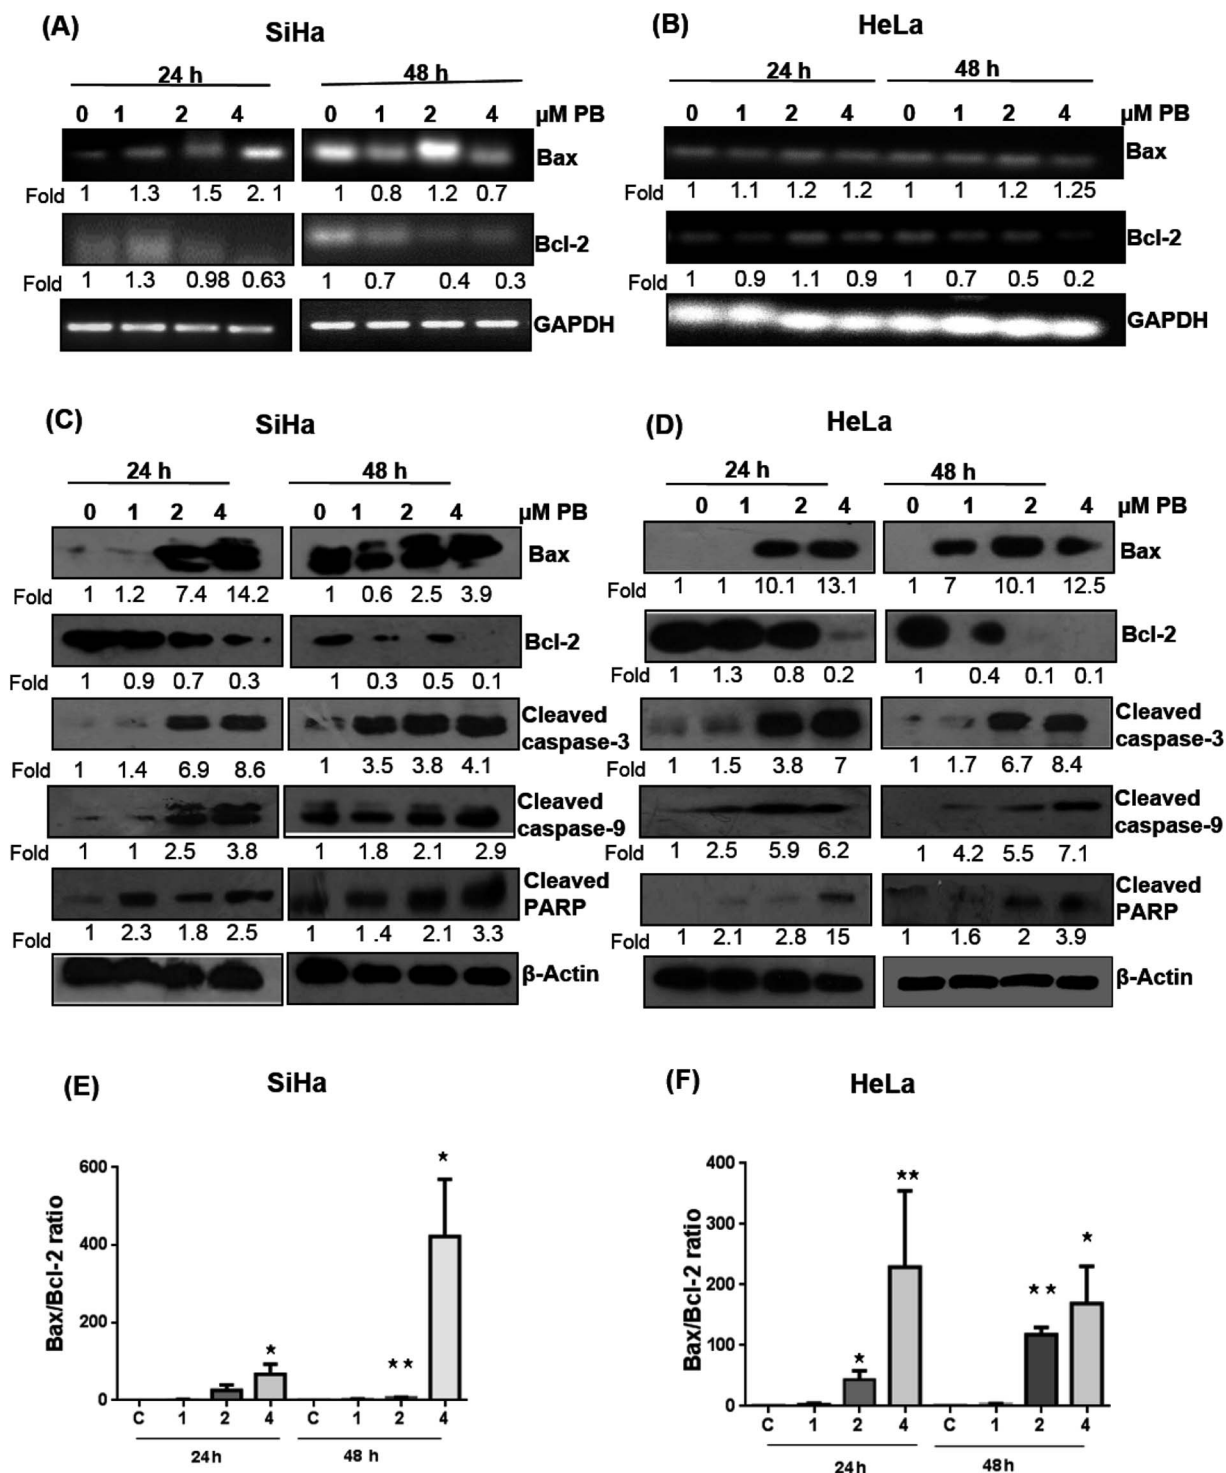 (A) SiHa
24 h 48 h
0 1 2 4 0 1 2 4 µM PB
Bax
Fold 1 1.3 1.5 2. 1 1 0.8 1.2 0.7
Bcl-2
Fold 1 1.3 0.98 0.63 1 0.7 0.4 0.3
GAPDH
(B) HeLa
24 h 48 h
0 1 2 4 0 1 2 4 µM PB
Bax
Fold 1 1.1 1.2 1.2 1 1 1.2 1.25
Bcl-2
Fold 1 0.9 1.1 0.9 1 0.7 0.5 0.2
GAPDH
(C) SiHa
24 h 48 h
0 1 2 4 0 1 2 4 µM PB
Bax
Fold 1 1.2 7.4 14.2 1 0.6 2.5 3.9
Bcl-2
Fold 1 0.9 0.7 0.3 1 0.3 0.5 0.1
Cleaved
caspase-3
Fold 1 1.4 6.9 8.6 1 3.5 3.8 4.1
Cleaved
caspase-9
Fold 1 1 2.5 3.8 1 1.8 2.1 2.9
Cleaved
PARP
Fold 1 2.3 1.8 2.5 1 1 .4 2.1 3.3
β-Actin
(D) HeLa
24 h 48 h
0 1 2 4 0 1 2 4 µM PB
Bax
Fold 1 1 10.1 13.1 1 7 10.1 12.5
Bcl-2
Fold 1 1.3 0.8 0.2 1 0.4 0.1 0.1
Cleaved
caspase-3
Fold 1 1.5 3.8 7 1 1.7 6.7 8.4
Cleaved
caspase-9
Fold 1 2.5 5.9 6.2 1 4.2 5.5 7.1
Cleaved
PARP
Fold 1 2.1 2.8 15 1 1.6 2 3.9
β-Actin
(E) SiHa
Bax/Bcl-2 ratio
600
400
200
0
* ** *
C 1 2 4 C 1 2 4
24h 48 h
(F) HeLa
Bax/Bcl-2 ratio
400
300
200
100
0
* ** ** *
C 1 2 4 C 1 2 4
24h 48h